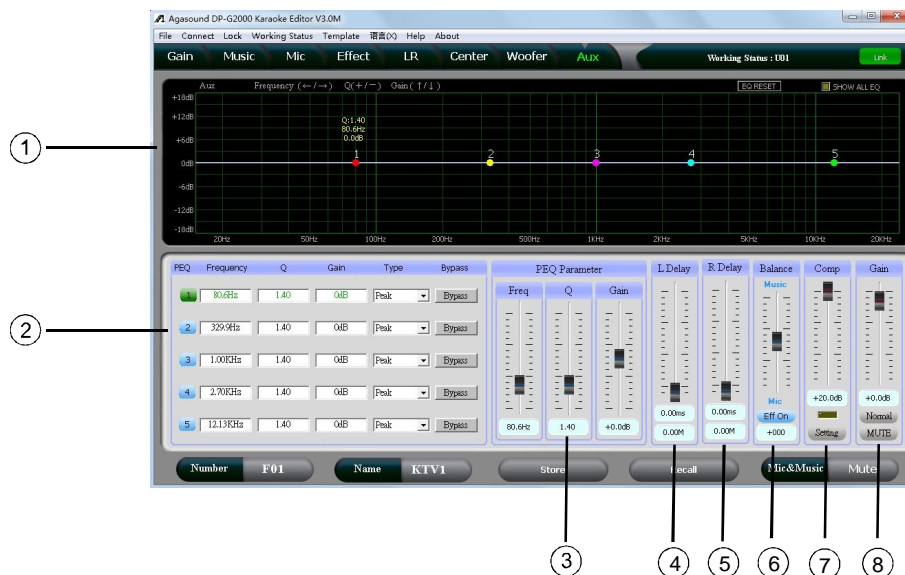 Agasound DP-G2000 Karaoke Editor V3.0M
File Connect Lock Working Status Template 语言(X) Help About
Gain Music Mic Effect LR Center Woofer Aux Working Status : U01 Link
Aux Frequency (←/→) Q(+/−) Gain(↑/↓) EQ RESET SHOW ALL EQ
+18dB
+12dB
Q:1.40
80.6Hz
+6dB
0.0dB
1 2 3 4 5
0dB
-6dB
-12dB
-18dB
20Hz 50Hz 100Hz 200Hz 500Hz 1KHz 2KHz 5KHz 10KHz 20KHz
PEQ Frequency Q Gain Type Bypass
1 80.6Hz 1.40 0dB Peak Bypass
2 329.9Hz 1.40 0dB Peak Bypass
3 1.00KHz 1.40 0dB Peak Bypass
4 2.70KHz 1.40 0dB Peak Bypass
5 12.13KHz 1.40 0dB Peak Bypass
PEQ Parameter
Freq Q Gain
80.6Hz 1.40 +0.0dB
L Delay
0.00ms
0.00M
R Delay
0.00ms
0.00M
Balance
Music
Mic
Eff On
+000
Comp
+20.0dB
Setting
Gain
+0.0dB
Normal
MUTE
Number F01 Name KTV1 Store Recall Mic&Music Mute
1
2
3 4 5 6 7 8